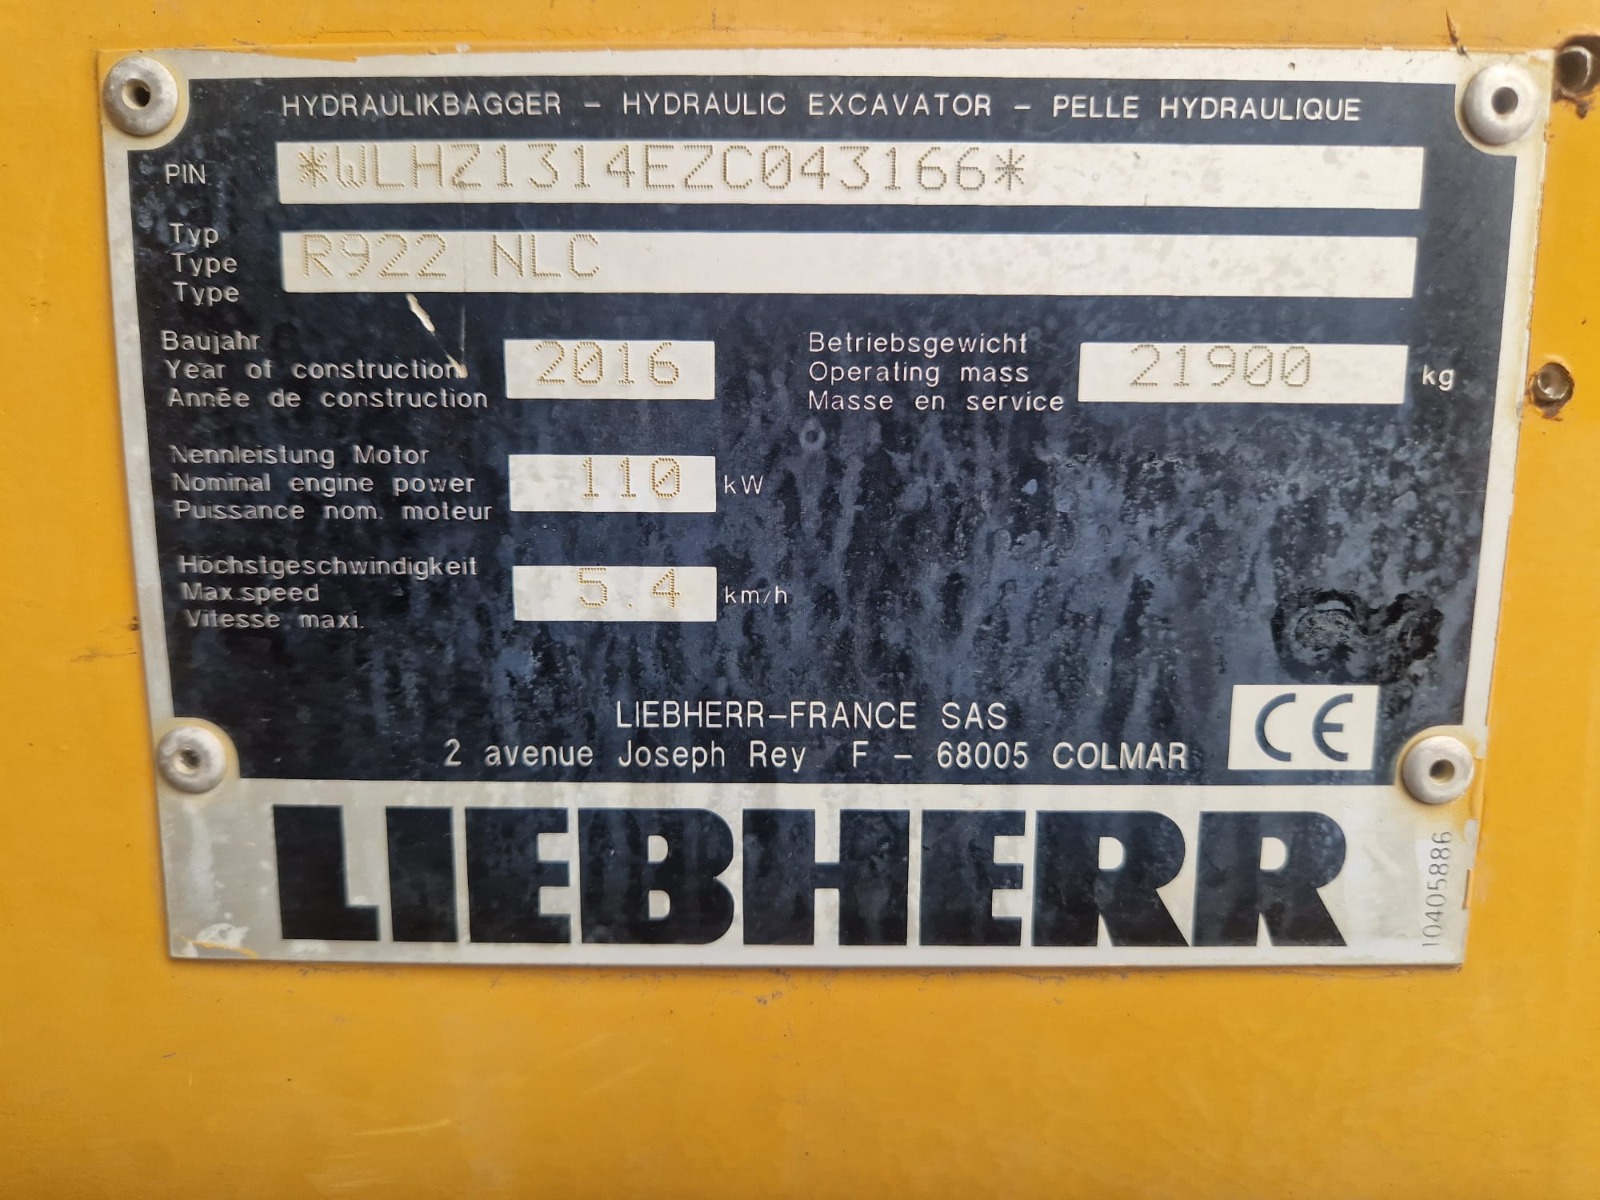 HYDRAULIKBAGGER – HYDRAULIC EXCAVATOR – PELLE HYDRAULIQUE
PIN *WLHZ1314EZC043166*
Typ
Type R922 NLC
Type
Baujahr
Year of construction 2016
Année de construction
Betriebsgewicht
Operating mass 21900 kg
Masse en service
Nennleistung Motor
Nominal engine power 110 kW
Puissance nom. moteur
Höchstgeschwindigkeit
Max.speed 5.4 km/h
Vitesse maxi.
LIEBHERR-FRANCE SAS
2 avenue Joseph Rey F – 68005 COLMAR
CE
LIEBHERR
10405886